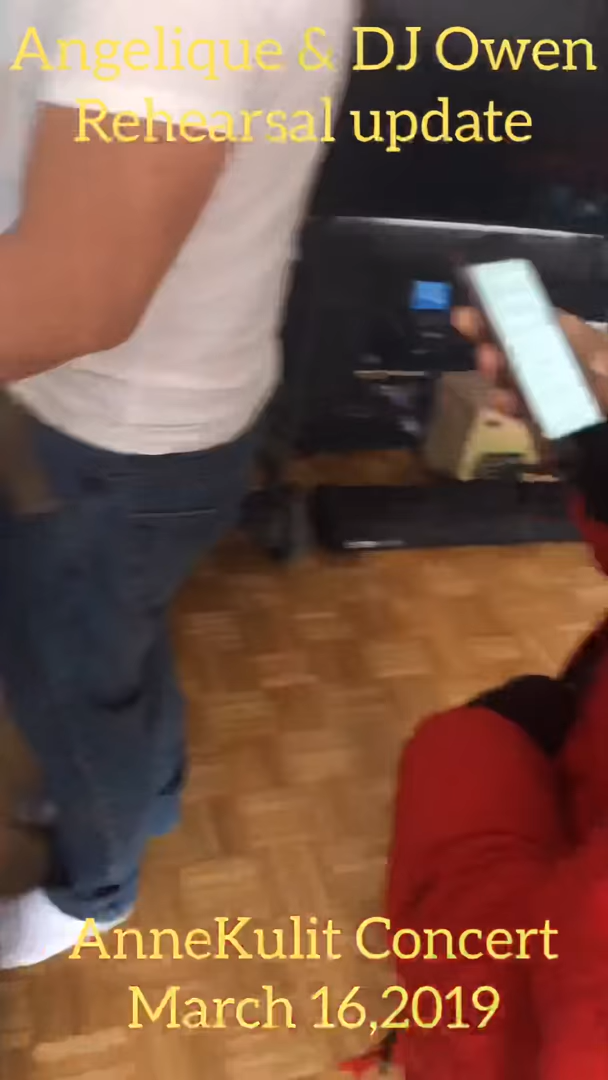 Angelique & DJ Owen
Rehearsal update
AnneKulit Concert
March 16,2019